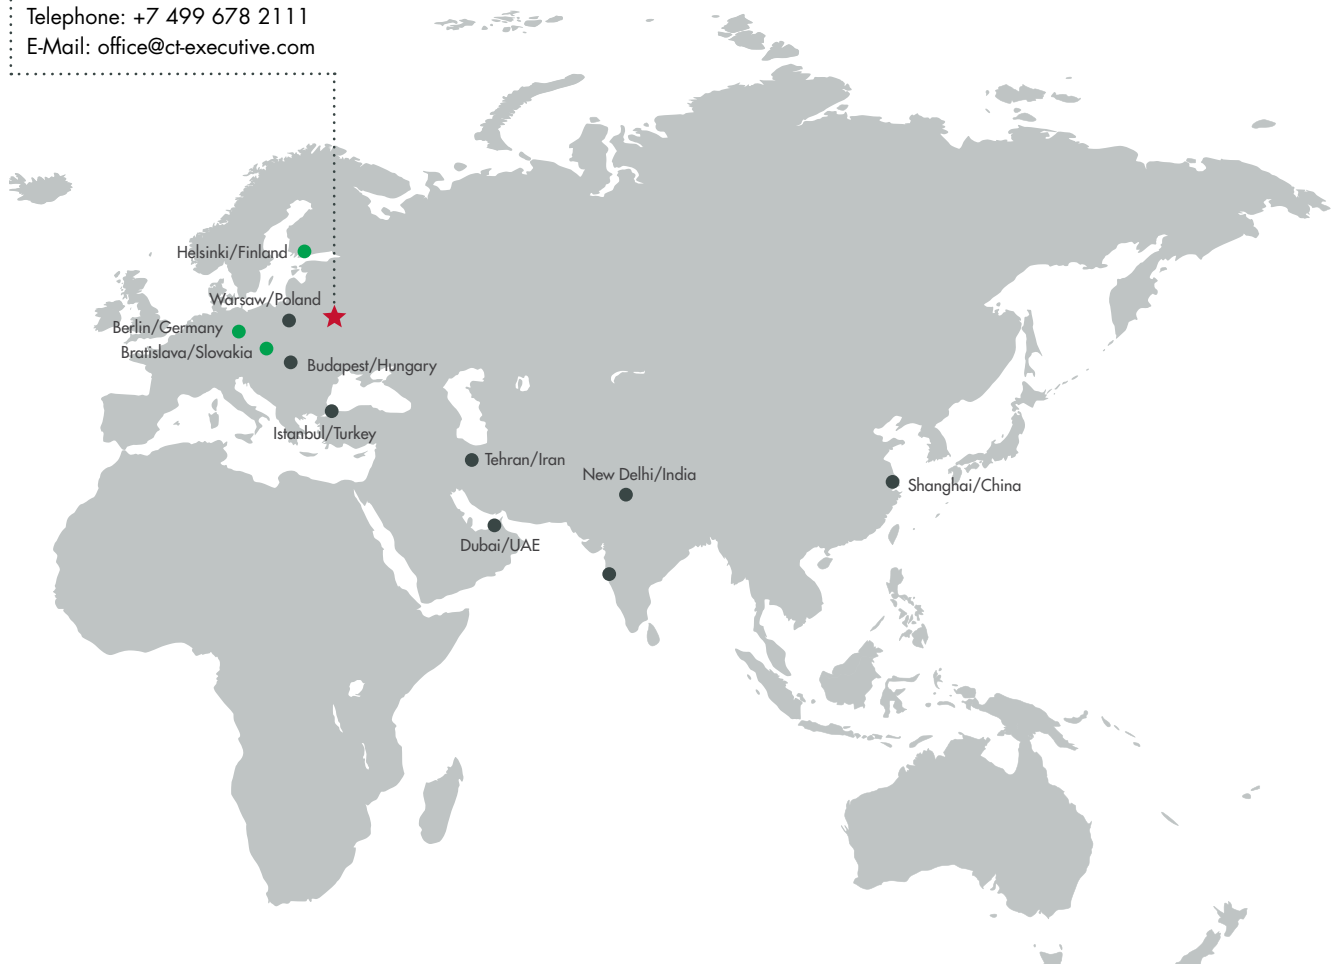 Telephone: +7 499 678 2111
E-Mail: office@ct-executive.com
Helsinki/Finland
Warsaw/Poland
Berlin/Germany
Bratislava/Slovakia
Budapest/Hungary
Istanbul/Turkey
Tehran/Iran
New Delhi/India
Shanghai/China
Dubai/UAE